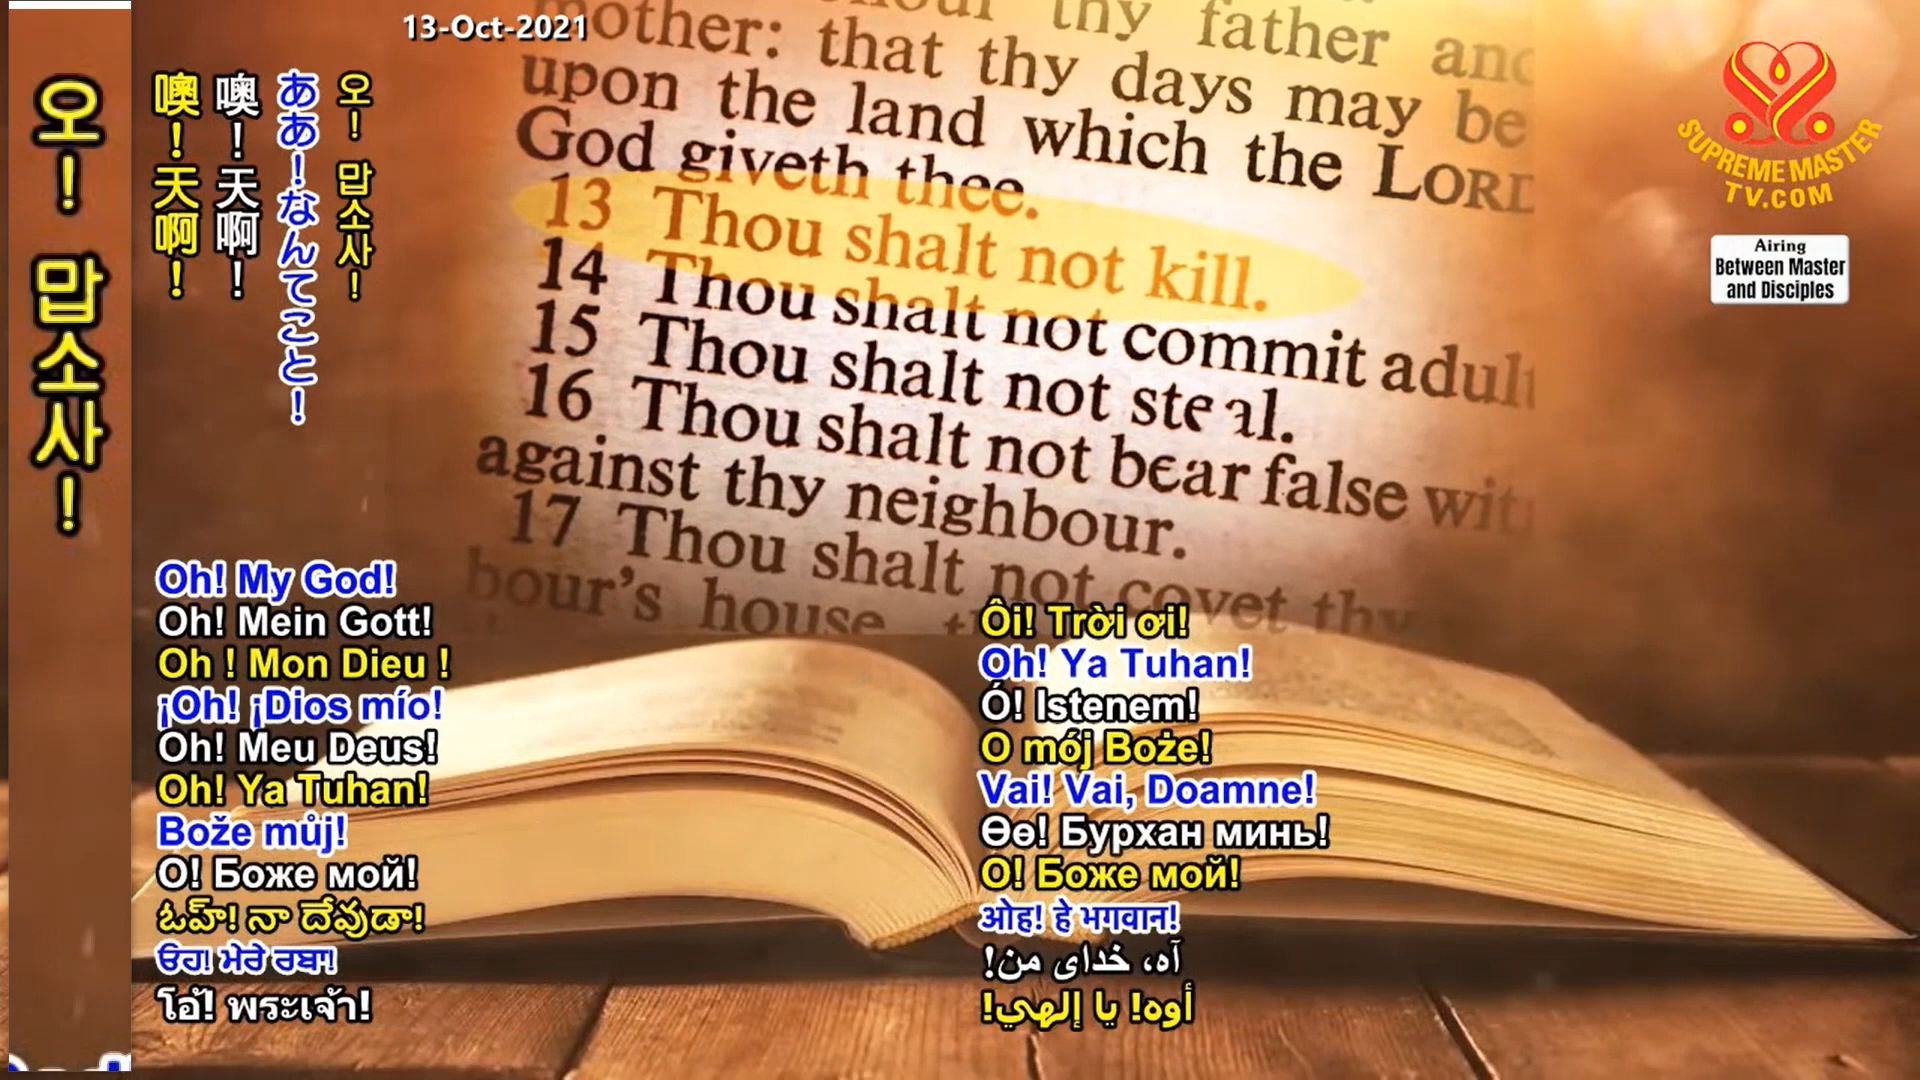 13-Oct-2021
오! 맙소사!
噢!天啊!
噢!天啊!
ああ!なんてこと!
오! 맙소사!
thy father and
mother: that thy days may be
upon the land which the LORD
God giveth thee.
13 Thou shalt not kill.
14 Thou shalt not commit
15 Thou shalt not steal.
16 Thou shalt not bear false
against thy neighbour.
17 Thou shalt not covet thy
bour's house,
SUPREME MASTER
TV.COM
Airing
Between Master
and Disciples
Oh! My God!
Oh! Mein Gott!
Oh ! Mon Dieu !
¡Oh! ¡Dios mío!
Oh! Meu Deus!
Oh! Ya Tuhan!
Bože můj!
О! Боже мой!
ఓహ్! నా దేవుడా!
ਓਹ! ਮੇਰੇ ਰਬਾ!
โอ้! พระเจ้า!
Ôi! Trời ơi!
Oh! Ya Tuhan!
Ó! Istenem!
O mój Boże!
Vai! Vai, Doamne!
Өө! Бурхан минь!
О! Боже мой!
ओह! हे भगवान!
آه، خدای من!
أوه! يا إلهي!